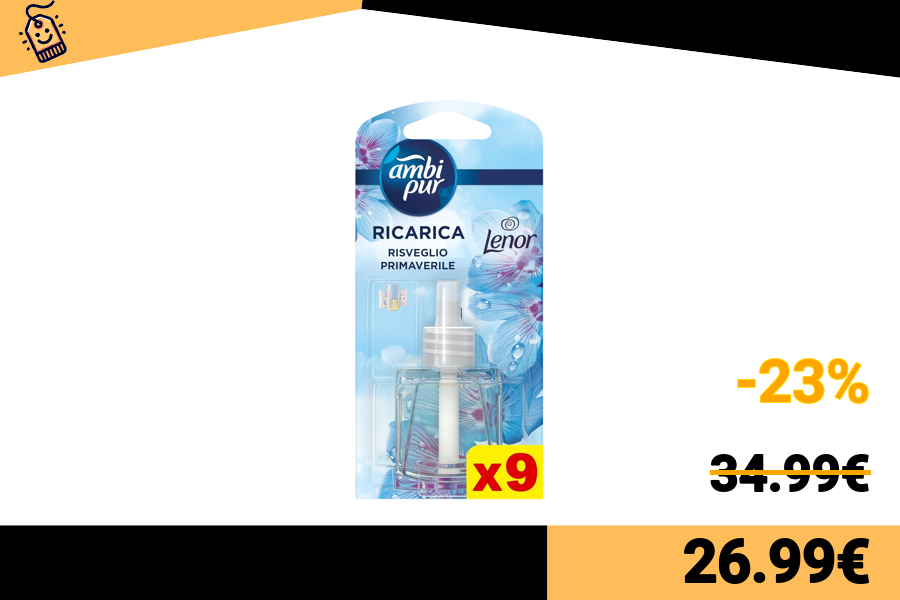 ambi
pur
RICARICA
RISVEGLIO
PRIMAVERILE
Lenor
x9
-23%
34.99€
26.99€